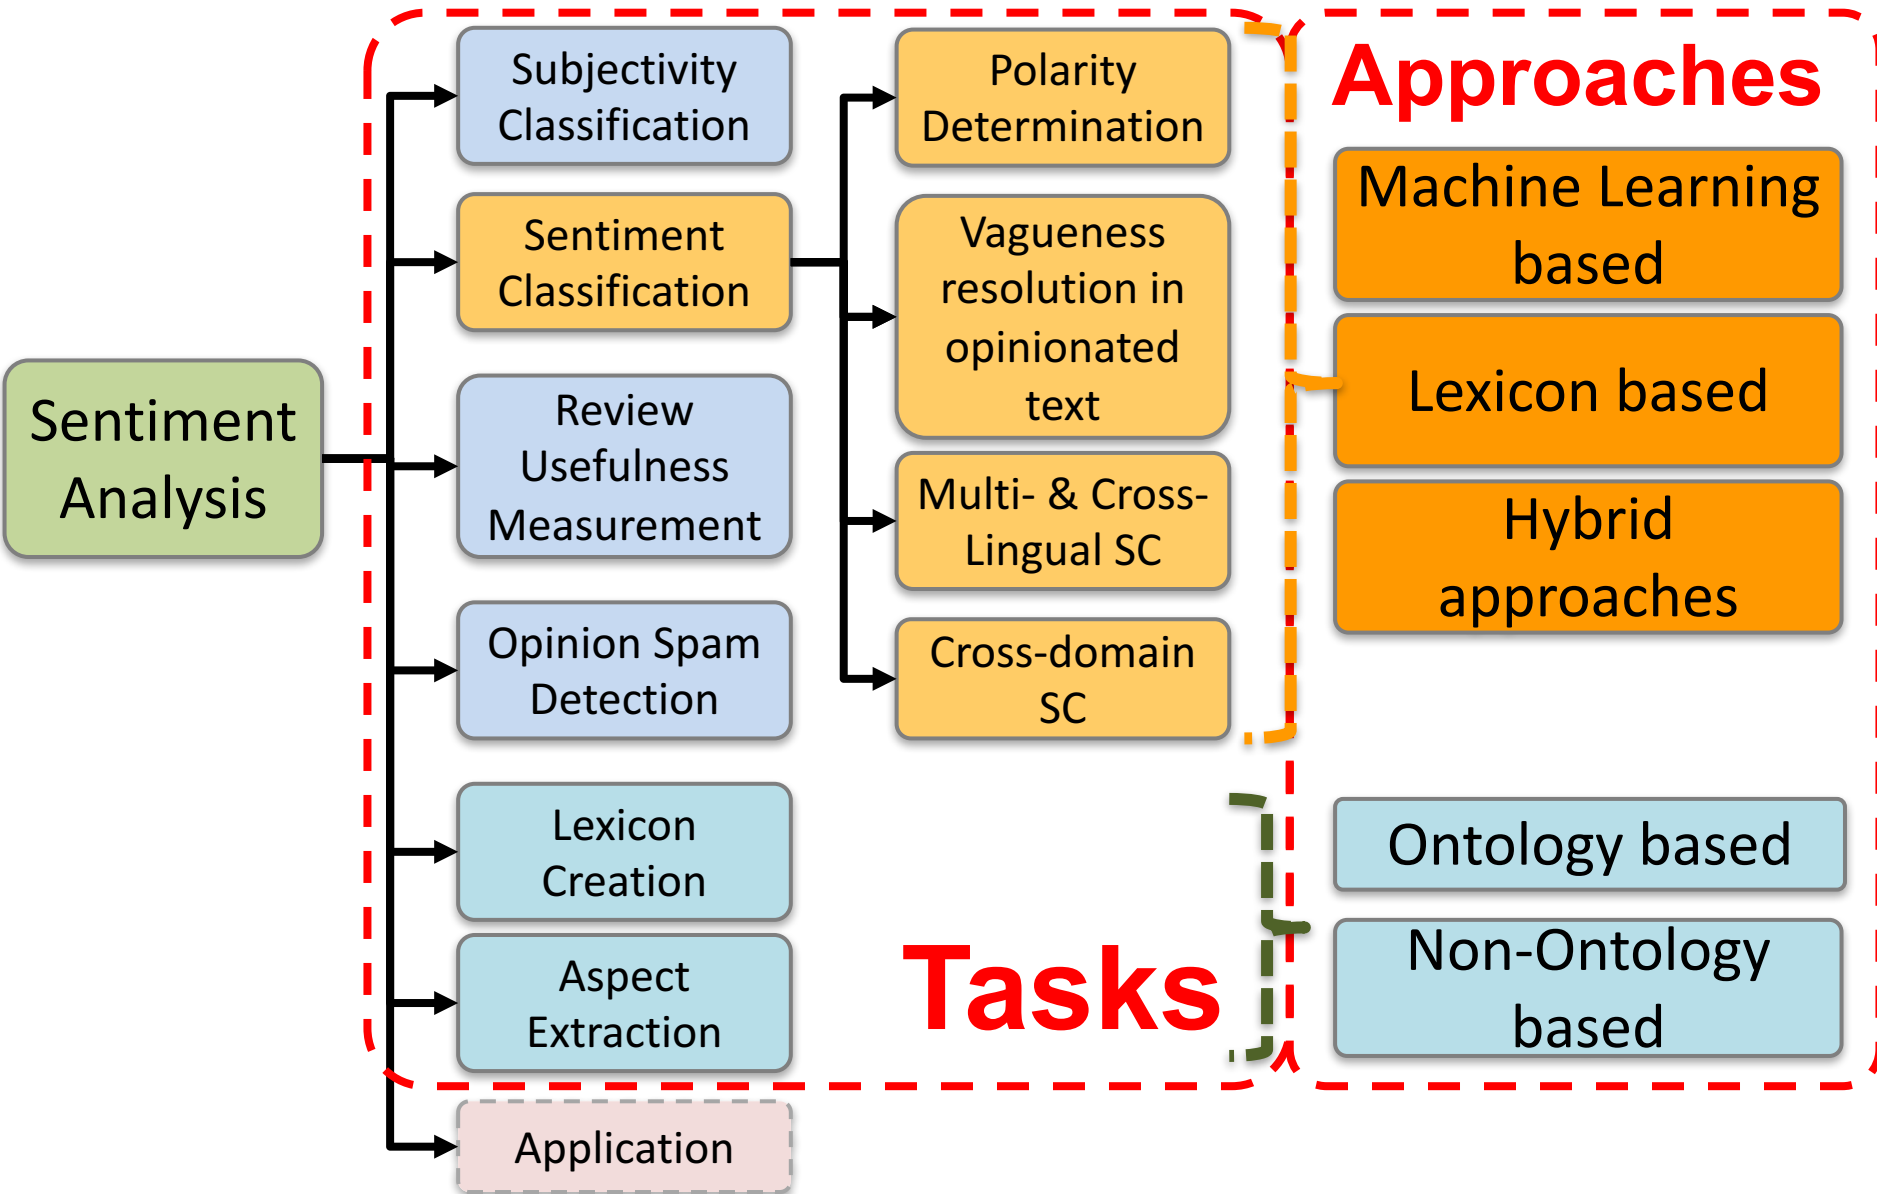 Sentiment
Analysis
Subjectivity
Classification
Sentiment
Classification
Review
Usefulness
Measurement
Opinion Spam
Detection
Lexicon
Creation
Aspect
Extraction
Application
Polarity
Determination
Vagueness
resolution in
opinionated
text
Multi- & Cross-
Lingual SC
Cross-domain
SC
Tasks
Approaches
Machine Learning
based
Lexicon based
Hybrid
approaches
Ontology based
Non-Ontology
based